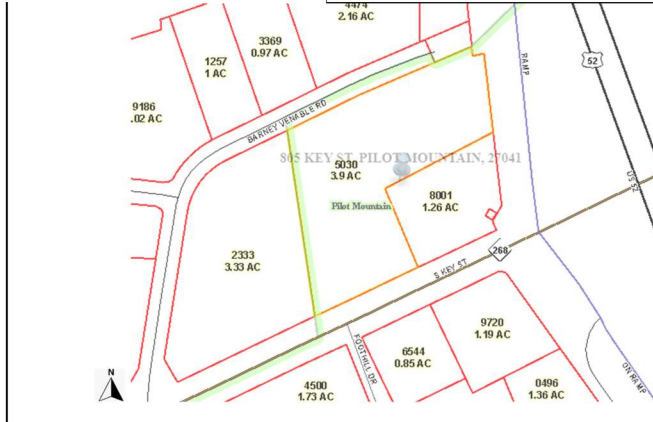 4474
2.16 AC
3369
0.97 AC
1257
1 AC
52
RAMP
9186
.02 AC
BARNEY VENABLE RD
805 KEY ST, PILOT MOUNTAIN, 27041
5030
3.9 AC
US 52
8001
1.26 AC
Pilot Mountain
2333
3.33 AC
268
S KEY ST
9720
1.19 AC
6544
0.85 AC
FOOTHILL DR
N
4500
1.73 AC
0496
1.36 AC
ON RAMP